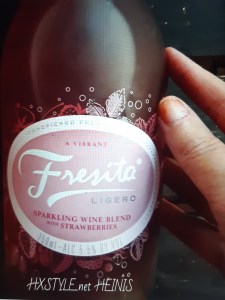 A VIBRANT
Fresita
LIGERO
SPARKLING WINE BLEND
WITH STRAWBERRIES
HXSTYLE.net HEINIS